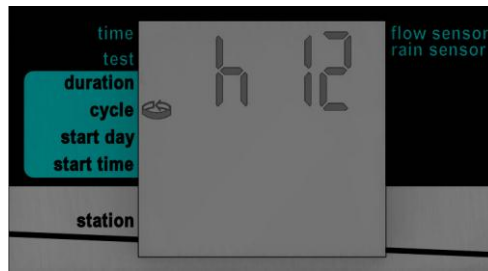 time
test
duration
cycle
start day
start time
station
h 12
flow sensor
rain sensor